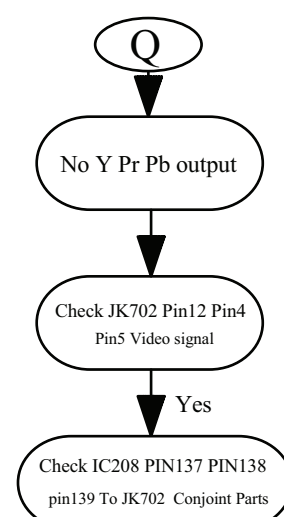 Q
No Y Pr Pb output
Check JK702 Pin12 Pin4
Pin5 Video signal
Yes
Check IC208 PIN137 PIN138
pin139 To JK702 Conjoint Parts